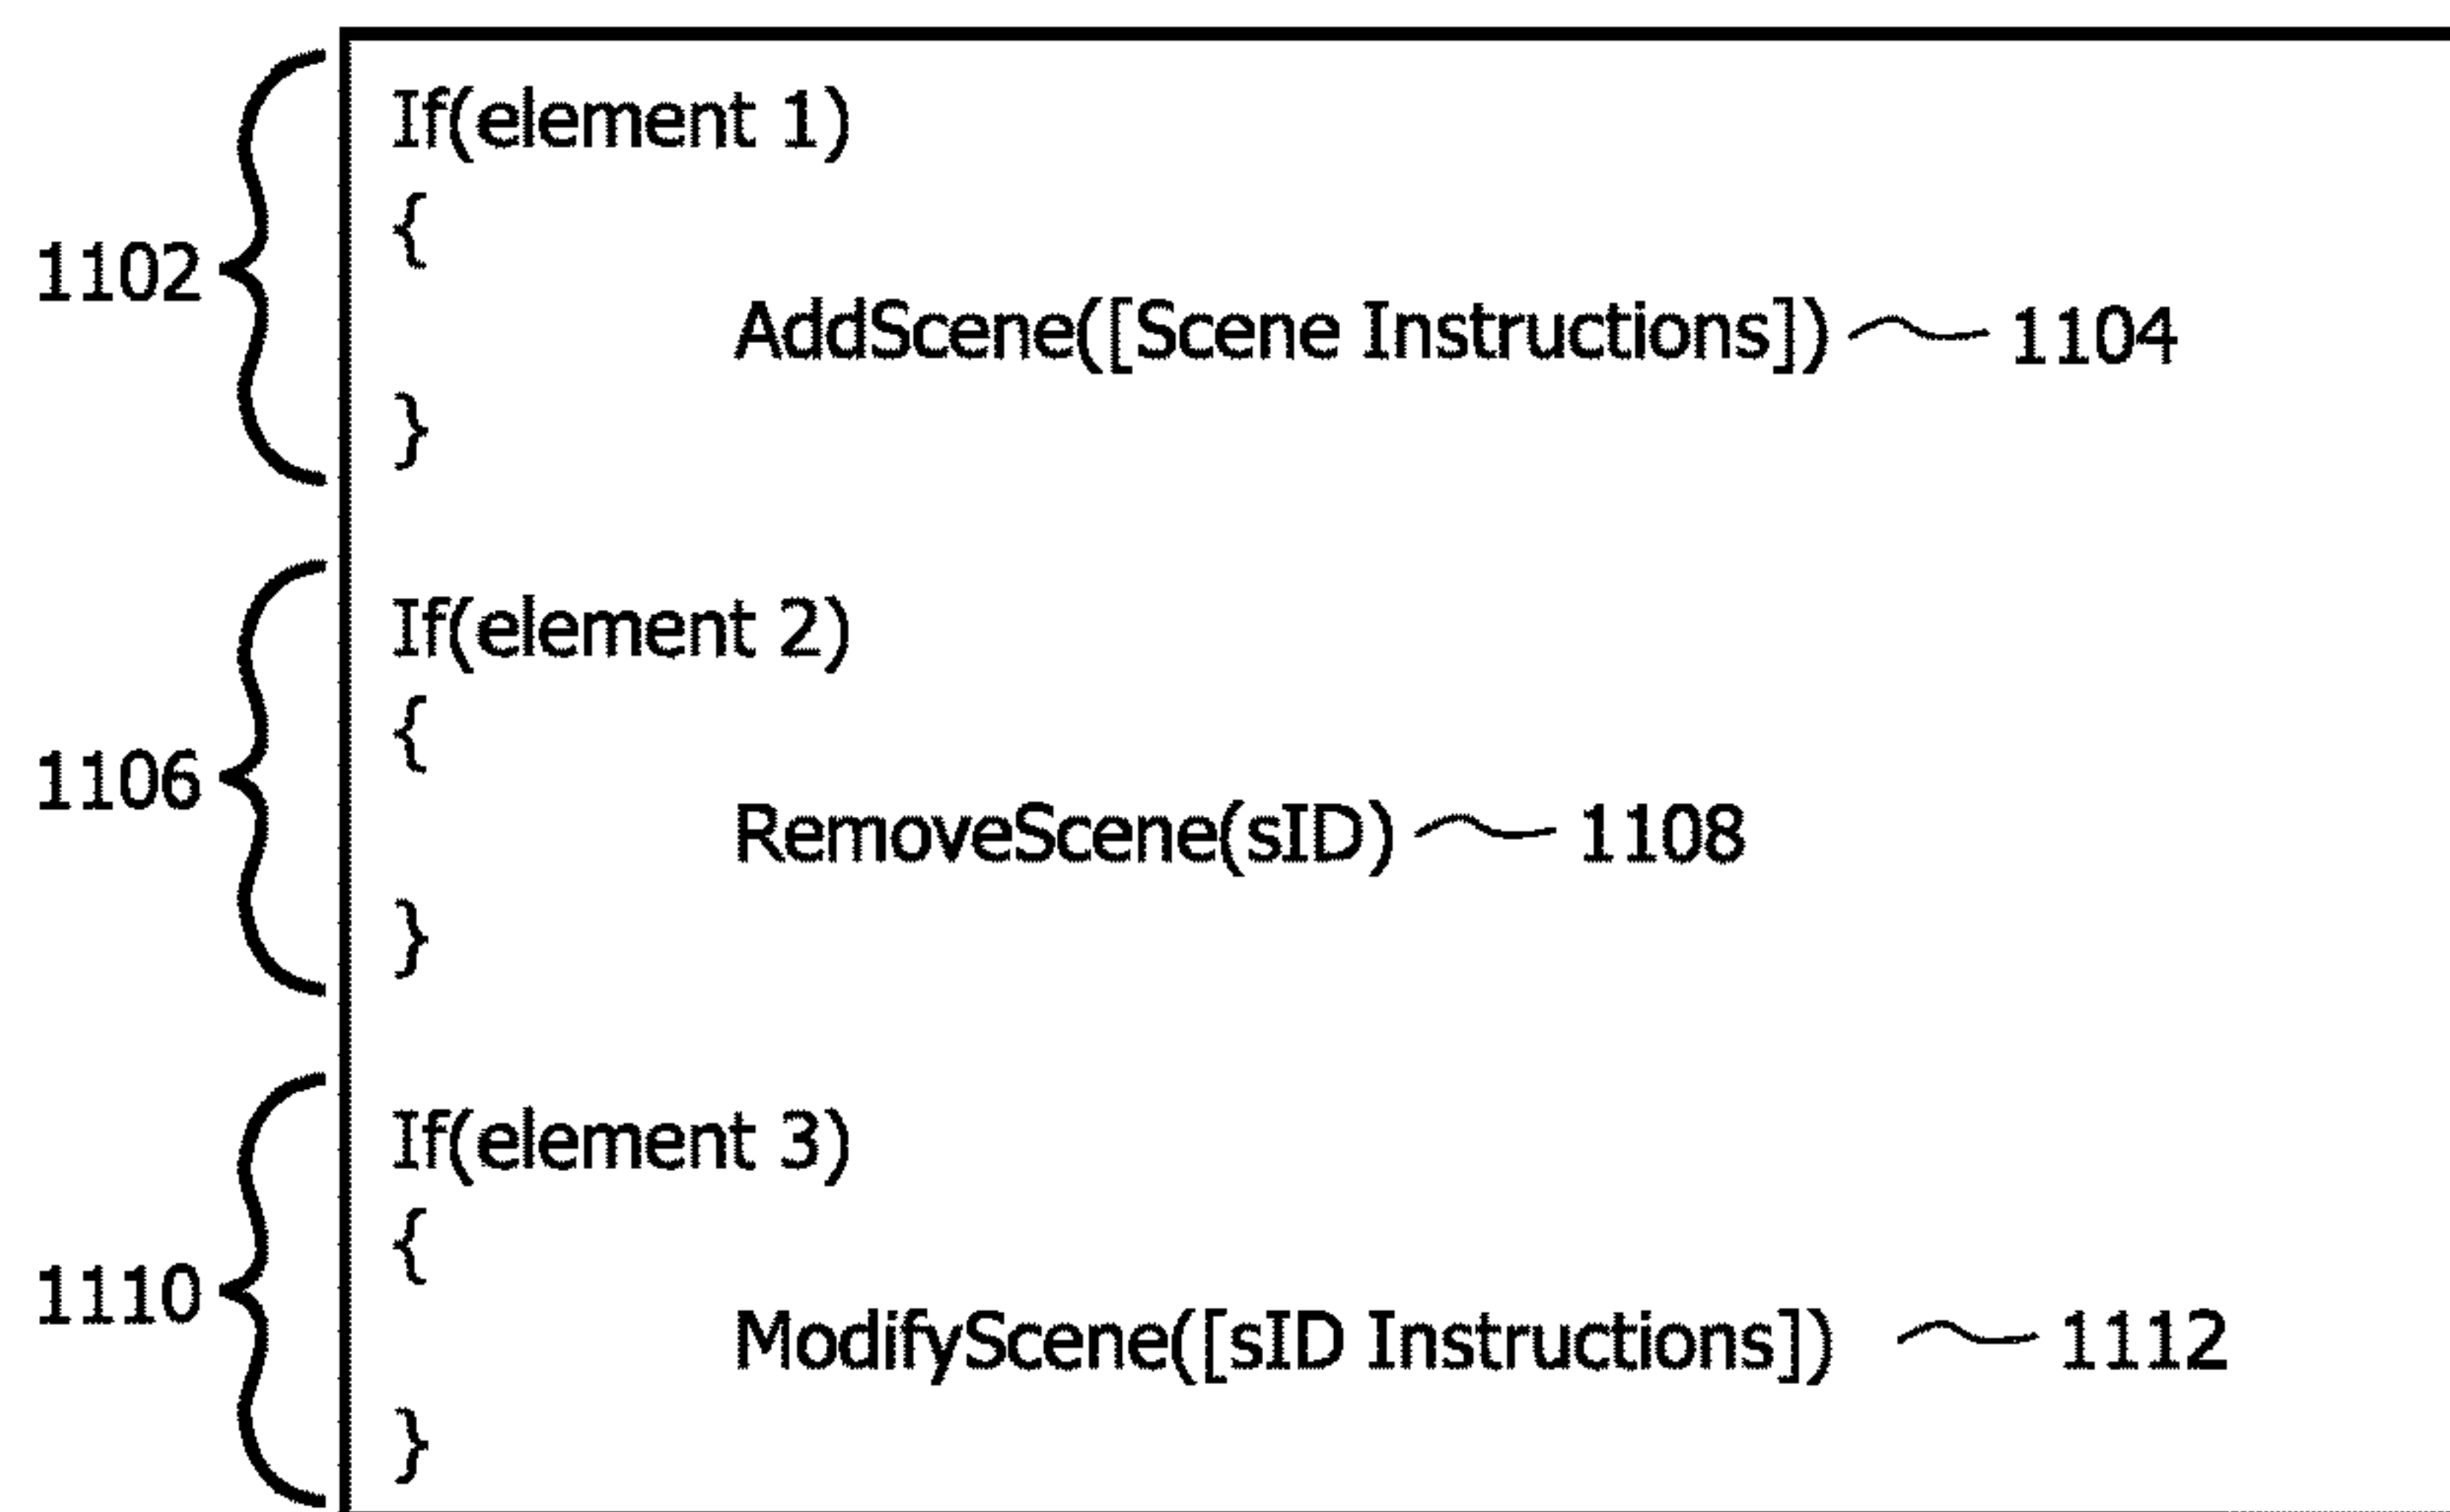 If(element 1)
{
1102
AddScene([Scene Instructions]) 1104
}
If(element 2)
{
1106
RemoveScene(sID) 1108
}
If(element 3)
{
1110
ModifyScene([sID Instructions]) 1112
}